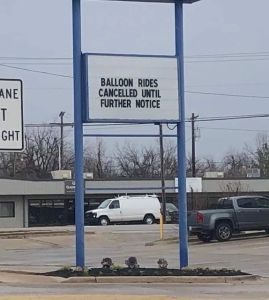 BALLOON RIDES
CANCELLED UNTIL
FURTHER NOTICE
ANE
T
GHT